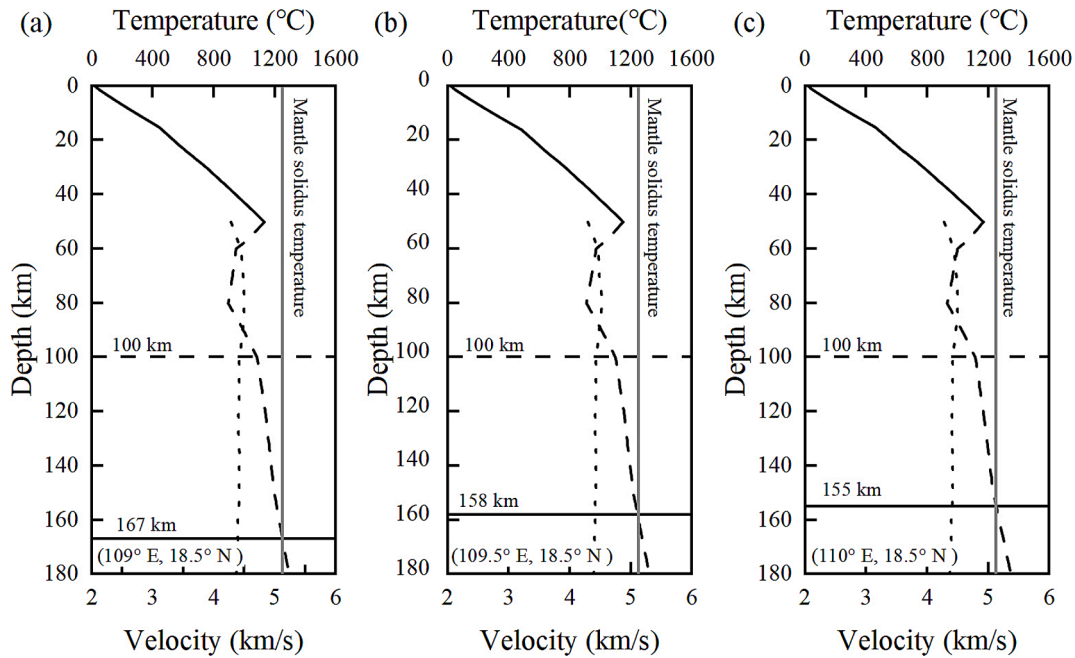 (a) Temperature (℃)
0 400 800 1200 1600
0
20
40
60
80
100
120
140
160
180
Depth (km)
Mantle solidus temperature
100 km
167 km
(109° E, 18.5° N )
2 3 4 5 6
Velocity (km/s)
(b) Temperature(℃)
0 400 800 1200 1600
0
20
40
60
80
100
120
140
160
180
Depth (km)
Mantle solidus temperature
100 km
158 km
(109.5° E, 18.5° N )
2 3 4 5 6
Velocity (km/s)
(c) Temperature (℃)
0 400 800 1200 1600
0
20
40
60
80
100
120
140
160
180
Depth (km)
Mantle solidus temperature
100 km
155 km
(110° E, 18.5° N )
2 3 4 5 6
Velocity (km/s)